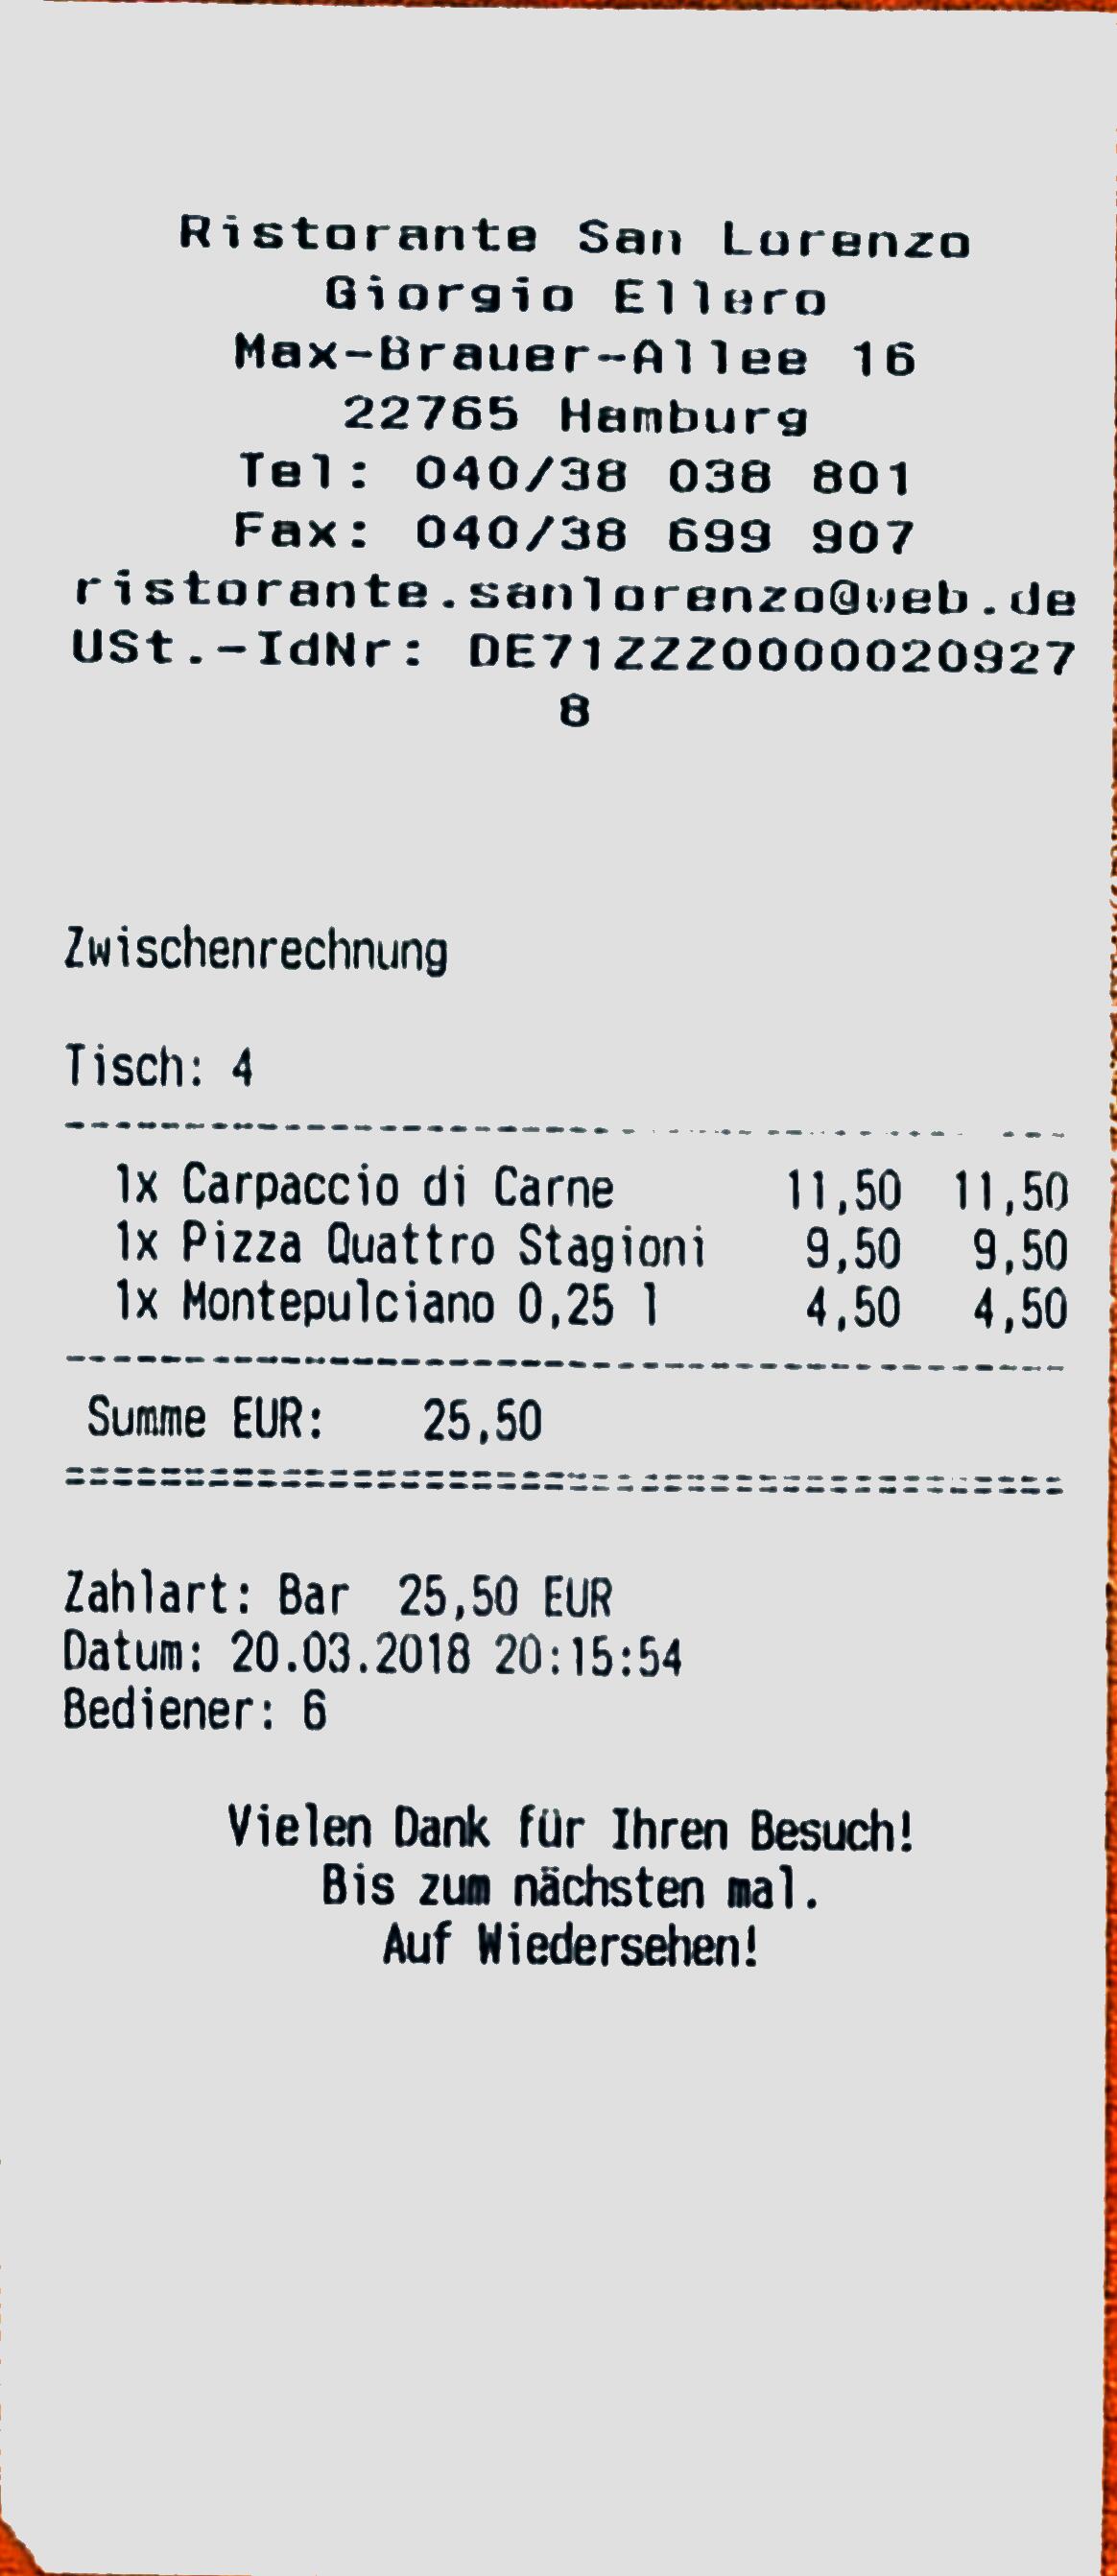 Ristorante San Lorenzo
Giorgio Ellero
Max-Brauer-Allee 16
22765 Hamburg
Tel: 040/38 038 801
Fax: 040/38 699 907
ristorante.sanlorenzo@web.de
USt.-IdNr: DE71ZZZ0000020927
8
Zwischenrechnung
Tisch: 4
1x Carpaccio di Carne 11,50 11,50
1x Pizza Quattro Stagioni 9,50 9,50
1x Montepulciano 0,25 l 4,50 4,50
Summe EUR: 25,50
Zahlart: Bar 25,50 EUR
Datum: 20.03.2018 20:15:54
Bediener: 6
Vielen Dank für Ihren Besuch!
Bis zum nächsten mal.
Auf Wiedersehen!